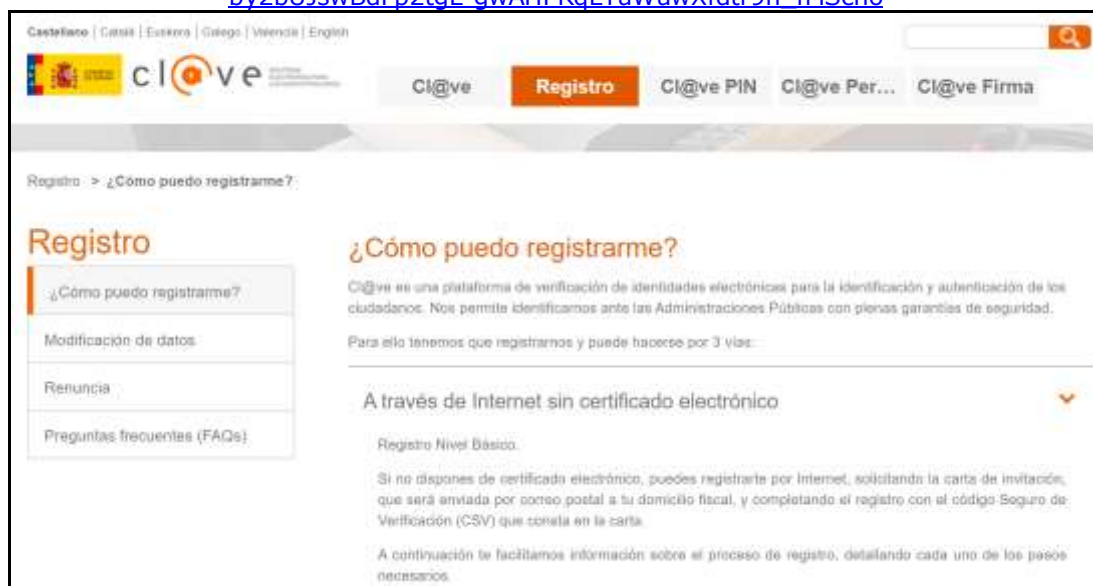 Castellano | Català | Euskera | Galego | Valencià | English
cl@ve
Cl@ve
Registro
Cl@ve PIN
Cl@ve Per...
Cl@ve Firma
Registro > ¿Cómo puedo registrarme?
Registro
¿Cómo puedo registrarme?
Modificación de datos
Renuncia
Preguntas frecuentes (FAQs)
¿Cómo puedo registrarme?
Cl@ve es una plataforma de verificación de identidades electrónicas para la identificación y autenticación de los
ciudadanos. Nos permite identificarnos ante las Administraciones Públicas con plenas garantías de seguridad.
Para ello tenemos que registrarnos y puede hacerse por 3 vías:
A través de Internet sin certificado electrónico
Registro Nivel Básico.
Si no dispones de certificado electrónico, puedes registrarte por Internet, solicitando la carta de invitación,
que será enviada por correo postal a tu domicilio fiscal, y completando el registro con el código Seguro de
Verificación (CSV) que consta en la carta.
A continuación te facilitamos información sobre el proceso de registro, detallando cada uno de los pasos
necesarios.